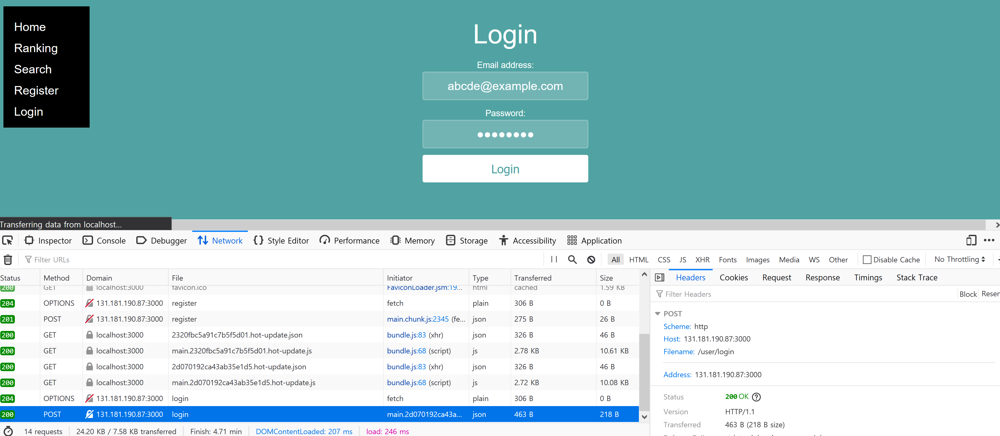 Home
Ranking
Search
Register
Login
Login
Email address:
abcde@example.com
Password:
Login
Transferring data from localhost...
Inspector Console Debugger Network Style Editor Performance Memory Storage Accessibility Application
Filter URLs All HTML CSS JS XHR Fonts Images Media WS Other Disable Cache No Throttling
Status Method Domain File Initiator Type Transferred Size
200 GET localhost:3000 favicon.ico FaviconLoader.jsm:19... html cached 1.59 KB
204 OPTIONS 131.181.190.87:3000 register fetch plain 306 B 0 B
201 POST 131.181.190.87:3000 register main.chunk.js:2345 (fe... json 275 B 26 B
200 GET localhost:3000 2320fbc5a91c7b5f5d01.hot-update.json bundle.js:83 (xhr) json 326 B 46 B
200 GET localhost:3000 main.2320fbc5a91c7b5f5d01.hot-update.js bundle.js:68 (script) js 2.78 KB 10.61 KB
200 GET localhost:3000 2d070192ca43ab35e1d5.hot-update.json bundle.js:83 (xhr) json 326 B 46 B
200 GET localhost:3000 main.2d070192ca43ab35e1d5.hot-update.js bundle.js:68 (script) js 2.72 KB 10.08 KB
204 OPTIONS 131.181.190.87:3000 login fetch plain 306 B 0 B
200 POST 131.181.190.87:3000 login main.2d070192ca43a... json 463 B 218 B
14 requests 24.20 KB / 7.58 KB transferred Finish: 4.71 min DOMContentLoaded: 207 ms load: 246 ms
Headers Cookies Request Response Timings Stack Trace
Filter Headers Block Resen
POST
Scheme: http
Host: 131.181.190.87:3000
Filename: /user/login
Address: 131.181.190.87:3000
Status 200 OK
Version HTTP/1.1
Transferred 463 B (218 B size)